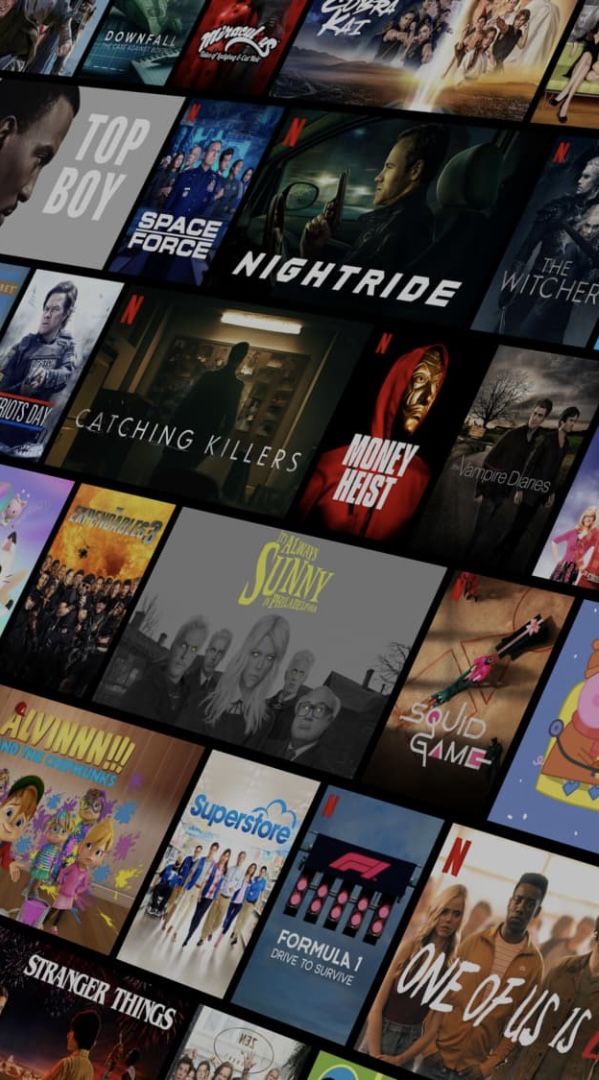 DOWNFALL
THE CASE AGAINST BOEING
Miraculous
Tales of Ladybug & Cat Noir
COBRA
KAI
TOP
BOY
N
SPACE
FORCE
N
NIGHTRIDE
N
THE
WITCHER
RIOTS DAY
N
CATCHING KILLERS
N
MONEY
HEIST
Vampire Diaries
THE
EXPENDABLES 3
IT'S ALWAYS
SUNNY
IN PHILADELPHIA
N
SQUID
GAME
ALVINNN!!!
AND THE CHIPMUNKS
Superstore
N
F1
FORMULA 1
DRIVE TO SURVIVE
N
ONE OF US IS
STRANGER THINGS
ZEN